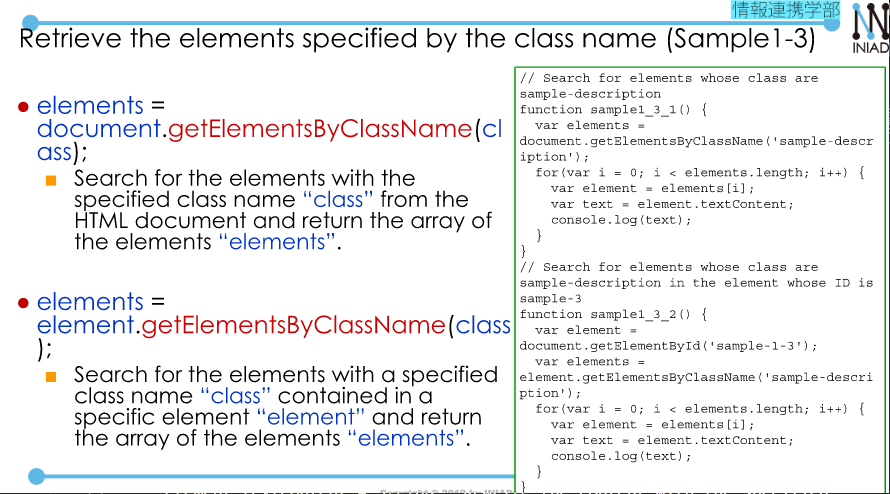 情報連携学部
INIAD
Retrieve the elements specified by the class name (Sample1-3)
elements =
document.getElementsByClassName(cl
ass);
Search for the elements with the
specified class name “class” from the
HTML document and return the array of
the elements “elements”.
elements =
element.getElementsByClassName(class
);
Search for the elements with a specified
class name “class” contained in a
specific element “element” and return
the array of the elements “elements”.
// Search for elements whose class are
sample-description
function sample1_3_1() {
  var elements =
document.getElementsByClassName('sample-descr
iption');
  for(var i = 0; i < elements.length; i++) {
    var element = elements[i];
    var text = element.textContent;
    console.log(text);
  }
}
// Search for elements whose class are
sample-description in the element whose ID is
sample-3
function sample1_3_2() {
  var element =
document.getElementById('sample-1-3');
  var elements =
element.getElementsByClassName('sample-descri
ption');
  for(var i = 0; i < elements.length; i++) {
    var element = elements[i];
    var text = element.textContent;
    console.log(text);
  }
}